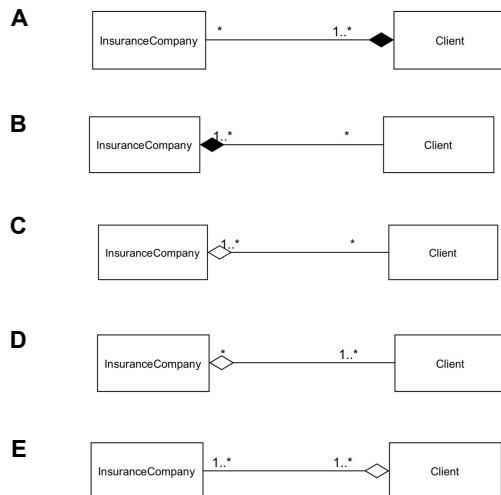 A
InsuranceCompany * 1..* Client
B
InsuranceCompany 1..* * Client
C
InsuranceCompany 1..* * Client
D
InsuranceCompany * 1..* Client
E
InsuranceCompany 1..* 1..* Client